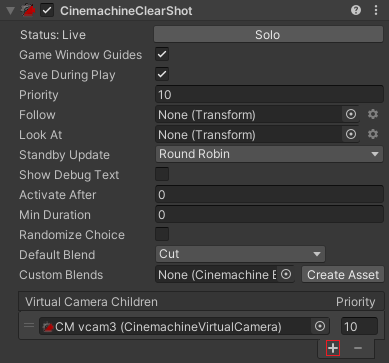 CinemachineClearShot
Status: Live Solo
Game Window Guides
Save During Play
Priority 10
Follow None (Transform)
Look At None (Transform)
Standby Update Round Robin
Show Debug Text
Activate After 0
Min Duration 0
Randomize Choice
Default Blend Cut
Custom Blends None (Cinemachine E Create Asset
Virtual Camera Children Priority
CM vcam3 (CinemachineVirtualCamera) 10